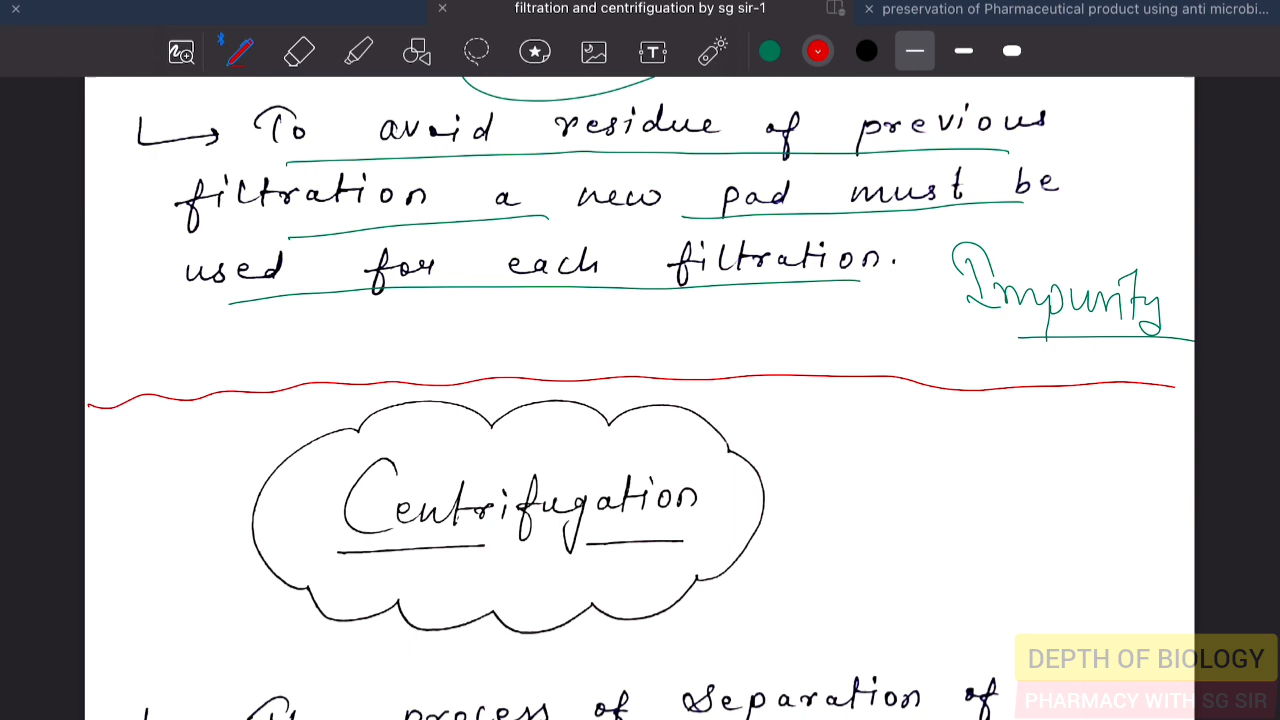 filtration and centrifiguation by sg sir-1
preservation of Pharmaceutical product using anti microbi...
To avoid residue of previous
filtration a new pad must be
used for each filtration.
Impurity
Centrifugation
DEPTH OF BIOLOGY
process of separation of
PHARMACY WITH SG SIR